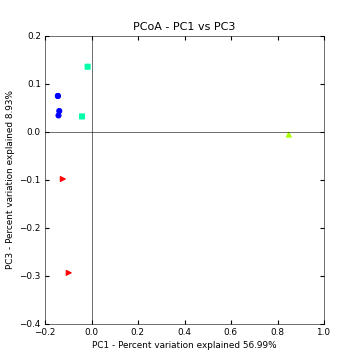 PCoA - PC1 vs PC3
0.2
0.1
0.0
−0.1
−0.2
−0.3
−0.4
PC3 - Percent variation explained 8.93%
−0.2 0.0 0.2 0.4 0.6 0.8 1.0
PC1 - Percent variation explained 56.99%